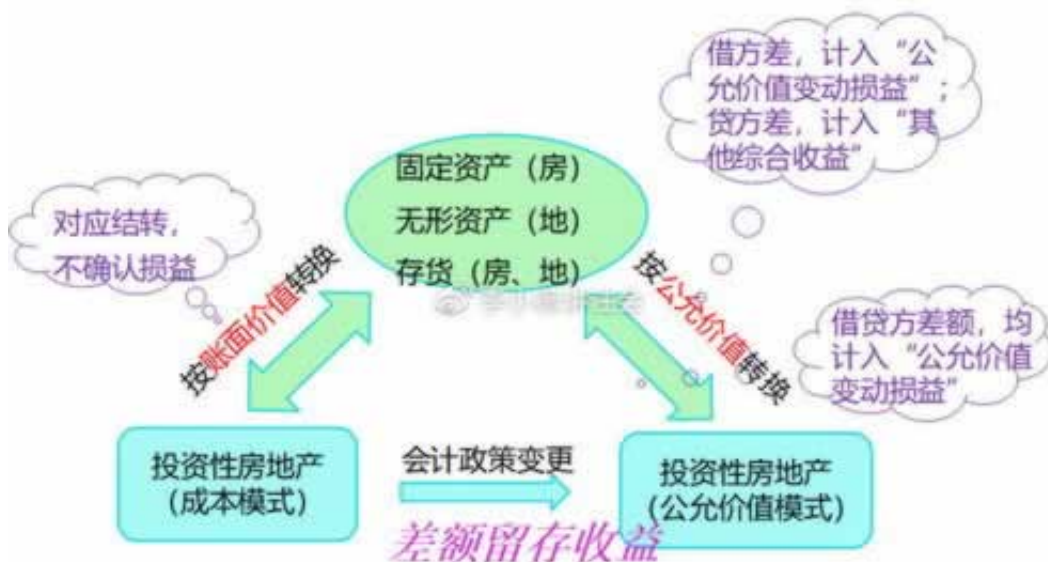 借方差，计入“公
允价值变动损益”；
贷方差，计入“其
他综合收益”
固定资产（房）
无形资产（地）
存货（房、地）
对应结转，
不确认损益
按账面价值转换
按公允价值转换
借贷方差额，均
计入“公允价值
变动损益”
投资性房地产
（成本模式）
会计政策变更
投资性房地产
（公允价值模式）
差额留存收益